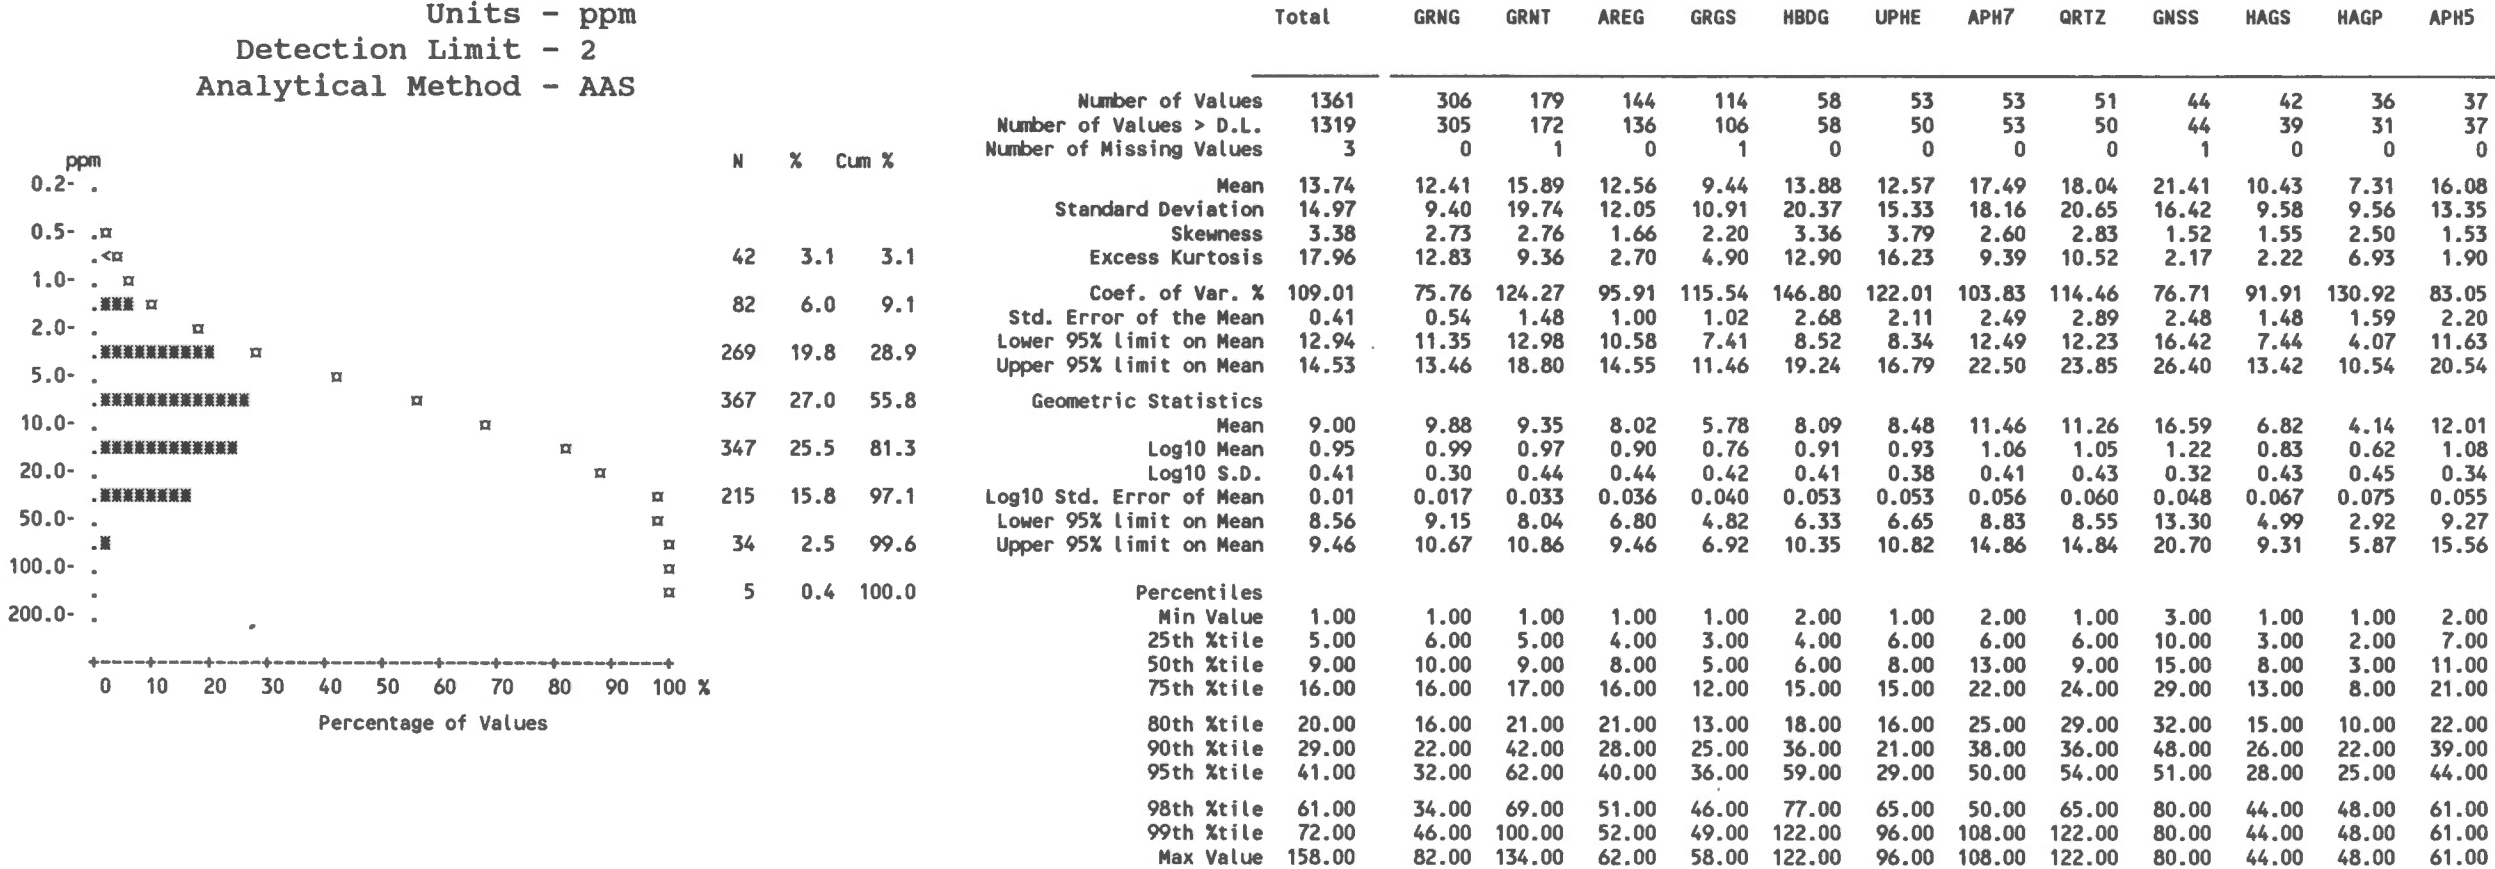 Units - ppm
Detection Limit - 2
Analytical Method - AAS
ppm N % Cum %
0.2-
0.5-
< 42 3.1 3.1
1.0-
82 6.0 9.1
2.0-
269 19.8 28.9
5.0-
367 27.0 55.8
10.0-
347 25.5 81.3
20.0-
215 15.8 97.1
50.0-
34 2.5 99.6
100.0-
5 0.4 100.0
200.0-
0 10 20 30 40 50 60 70 80 90 100 %
Percentage of Values
Total GRNG GRNT AREG GRGS HBDG UPHE APH7 QRTZ GNSS HAGS HAGP APH5
Number of Values 1361 306 179 144 114 58 53 53 51 44 42 36 37
Number of Values > D.L. 1319 305 172 136 106 58 50 53 50 44 39 31 37
Number of Missing Values 3 0 1 0 1 0 0 0 0 1 0 0 0
Mean 13.74 12.41 15.89 12.56 9.44 13.88 12.57 17.49 18.04 21.41 10.43 7.31 16.08
Standard Deviation 14.97 9.40 19.74 12.05 10.91 20.37 15.33 18.16 20.65 16.42 9.58 9.56 13.35
Skewness 3.38 2.73 2.76 1.66 2.20 3.36 3.79 2.60 2.83 1.52 1.55 2.50 1.53
Excess Kurtosis 17.96 12.83 9.36 2.70 4.90 12.90 16.23 9.39 10.52 2.17 2.22 6.93 1.90
Coef. of Var. % 109.01 75.76 124.27 95.91 115.54 146.80 122.01 103.83 114.46 76.71 91.91 130.92 83.05
Std. Error of the Mean 0.41 0.54 1.48 1.00 1.02 2.68 2.11 2.49 2.89 2.48 1.48 1.59 2.20
Lower 95% limit on Mean 12.94 11.35 12.98 10.58 7.41 8.52 8.34 12.49 12.23 16.42 7.44 4.07 11.63
Upper 95% limit on Mean 14.53 13.46 18.80 14.55 11.46 19.24 16.79 22.50 23.85 26.40 13.42 10.54 20.54
Geometric Statistics
Mean 9.00 9.88 9.35 8.02 5.78 8.09 8.48 11.46 11.26 16.59 6.82 4.14 12.01
Log10 Mean 0.95 0.99 0.97 0.90 0.76 0.91 0.93 1.06 1.05 1.22 0.83 0.62 1.08
Log10 S.D. 0.41 0.30 0.44 0.44 0.42 0.41 0.38 0.41 0.43 0.32 0.43 0.45 0.34
Log10 Std. Error of Mean 0.01 0.017 0.033 0.036 0.040 0.053 0.053 0.056 0.060 0.048 0.067 0.075 0.055
Lower 95% limit on Mean 8.56 9.15 8.04 6.80 4.82 6.33 6.65 8.83 8.55 13.30 4.99 2.92 9.27
Upper 95% limit on Mean 9.46 10.67 10.86 9.46 6.92 10.35 10.82 14.86 14.84 20.70 9.31 5.87 15.56
Percentiles
Min Value 1.00 1.00 1.00 1.00 1.00 2.00 1.00 2.00 1.00 3.00 1.00 1.00 2.00
25th %tile 5.00 6.00 5.00 4.00 3.00 4.00 6.00 6.00 6.00 10.00 3.00 2.00 7.00
50th %tile 9.00 10.00 9.00 8.00 5.00 6.00 8.00 13.00 9.00 15.00 8.00 3.00 11.00
75th %tile 16.00 16.00 17.00 16.00 12.00 15.00 15.00 22.00 24.00 29.00 13.00 8.00 21.00
80th %tile 20.00 16.00 21.00 21.00 13.00 18.00 16.00 25.00 29.00 32.00 15.00 10.00 22.00
90th %tile 29.00 22.00 42.00 28.00 25.00 36.00 21.00 38.00 36.00 48.00 26.00 22.00 39.00
95th %tile 41.00 32.00 62.00 40.00 36.00 59.00 29.00 50.00 54.00 51.00 28.00 25.00 44.00
98th %tile 61.00 34.00 69.00 51.00 46.00 77.00 65.00 50.00 65.00 80.00 44.00 48.00 61.00
99th %tile 72.00 46.00 100.00 52.00 49.00 122.00 96.00 108.00 122.00 80.00 44.00 48.00 61.00
Max Value 158.00 82.00 134.00 62.00 58.00 122.00 96.00 108.00 122.00 80.00 44.00 48.00 61.00